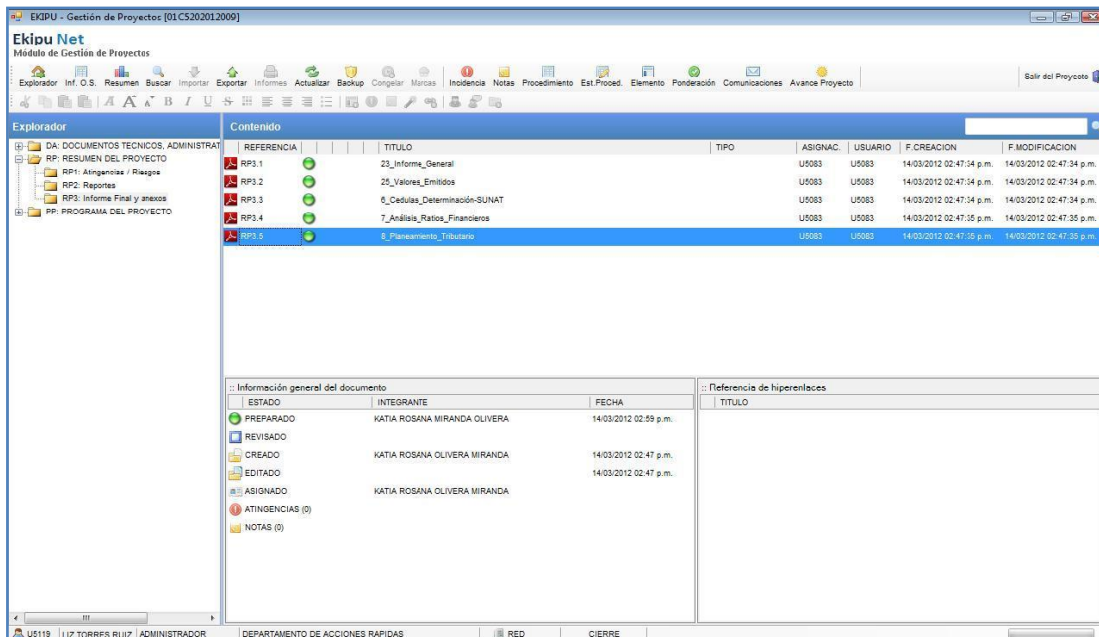 EKIPU - Gestión de Proyectos [01C5202012009]
Ekipu Net
Módulo de Gestión de Proyectos
Explorador Inf. O.S. Resumen Buscar Importar Exportar Informes Actualizar Backup Congelar Marcas Incidencia Notas Procedimiento Est.Proced. Elemento Ponderación Comunicaciones Avance Proyecto Salir del Proyecto
Explorador
DA: DOCUMENTOS TECNICOS, ADMINISTRAT
RP: RESUMEN DEL PROYECTO
RP1: Atingencias / Riesgos
RP2: Reportes
RP3: Informe Final y anexos
PP: PROGRAMA DEL PROYECTO
Contenido
REFERENCIA TITULO TIPO ASIGNAC. USUARIO F.CREACION F.MODIFICACION
RP3.1 23_Informe_General U5083 U5083 14/03/2012 02:47:34 p.m. 14/03/2012 02:47:34 p.m.
RP3.2 25_Valores_Emitidos U5083 U5083 14/03/2012 02:47:34 p.m. 14/03/2012 02:47:34 p.m.
RP3.3 6_Cedulas_Determinación-SUNAT U5083 U5083 14/03/2012 02:47:34 p.m. 14/03/2012 02:47:34 p.m.
RP3.4 7_Análisis_Ratios_Financieros U5083 U5083 14/03/2012 02:47:35 p.m. 14/03/2012 02:47:35 p.m.
RP3.5 8_Planeamiento_Tributario U5083 U5083 14/03/2012 02:47:35 p.m. 14/03/2012 02:47:35 p.m.
:: Información general del documento
ESTADO INTEGRANTE FECHA
PREPARADO KATIA ROSANA MIRANDA OLIVERA 14/03/2012 02:59 p.m.
REVISADO
CREADO KATIA ROSANA OLIVERA MIRANDA 14/03/2012 02:47 p.m.
EDITADO 14/03/2012 02:47 p.m.
ASIGNADO KATIA ROSANA OLIVERA MIRANDA
ATINGENCIAS (0)
NOTAS (0)
:: Referencia de hiperenlaces
TITULO
U5119 LIZ TORRES RUIZ ADMINISTRADOR DEPARTAMENTO DE ACCIONES RAPIDAS RED CIERRE